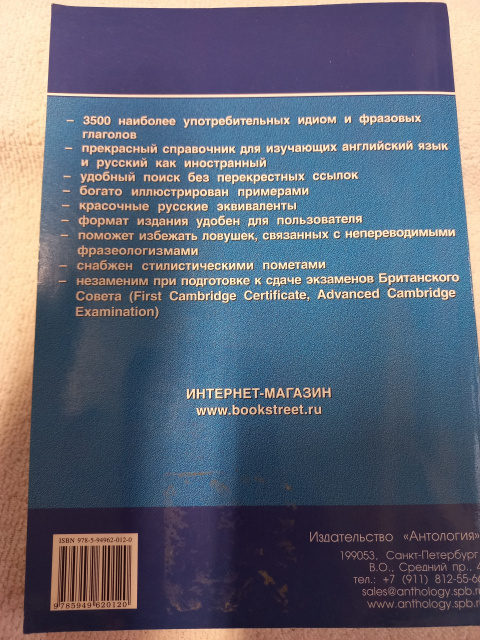 – 3500 наиболее употребительных идиом и фразовых
глаголов
– прекрасный справочник для изучающих английский язык
и русский как иностранный
– удобный поиск без перекрестных ссылок
– богато иллюстрирован примерами
– красочные русские эквиваленты
– формат издания удобен для пользователя
– поможет избежать ловушек, связанных с непереводимыми
фразеологизмами
– снабжен стилистическими пометами
– незаменим при подготовке к сдаче экзаменов Британского
Совета (First Cambridge Certificate, Advanced Cambridge
Examination)
ИНТЕРНЕТ-МАГАЗИН
www.bookstreet.ru
ISBN 978-5-94962-012-0
9785949620120
Издательство «Антология»
199053, Санкт-Петербург
В.О., Средний пр., 4
тел.: +7 (911) 812-55-66
sales@anthology.spb.r
www.anthology.spb.r